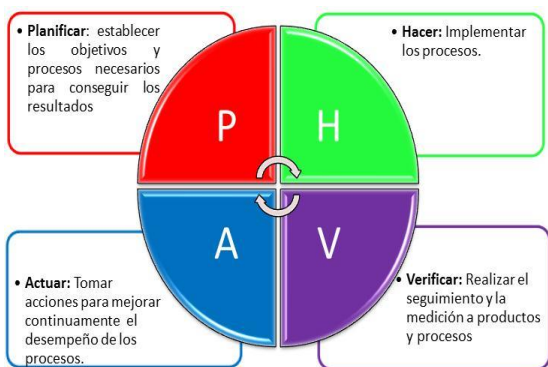 • Planificar: establecer
los objetivos y
procesos necesarios
para conseguir los
resultados
• Hacer: Implementar
los procesos.
P
H
A
V
• Actuar: Tomar
acciones para mejorar
continuamente el
desempeño de los
procesos.
• Verificar: Realizar el
seguimiento y la
medición a productos
y procesos